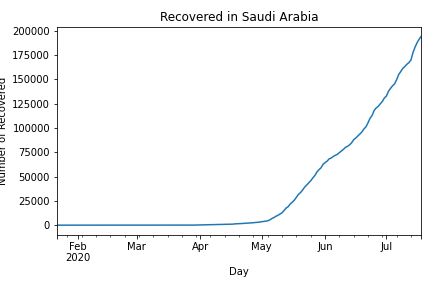 Recovered in Saudi Arabia
200000
175000
150000
125000
100000
75000
50000
25000
0
Number of Recovered
Feb Mar Apr May Jun Jul
2020
Day